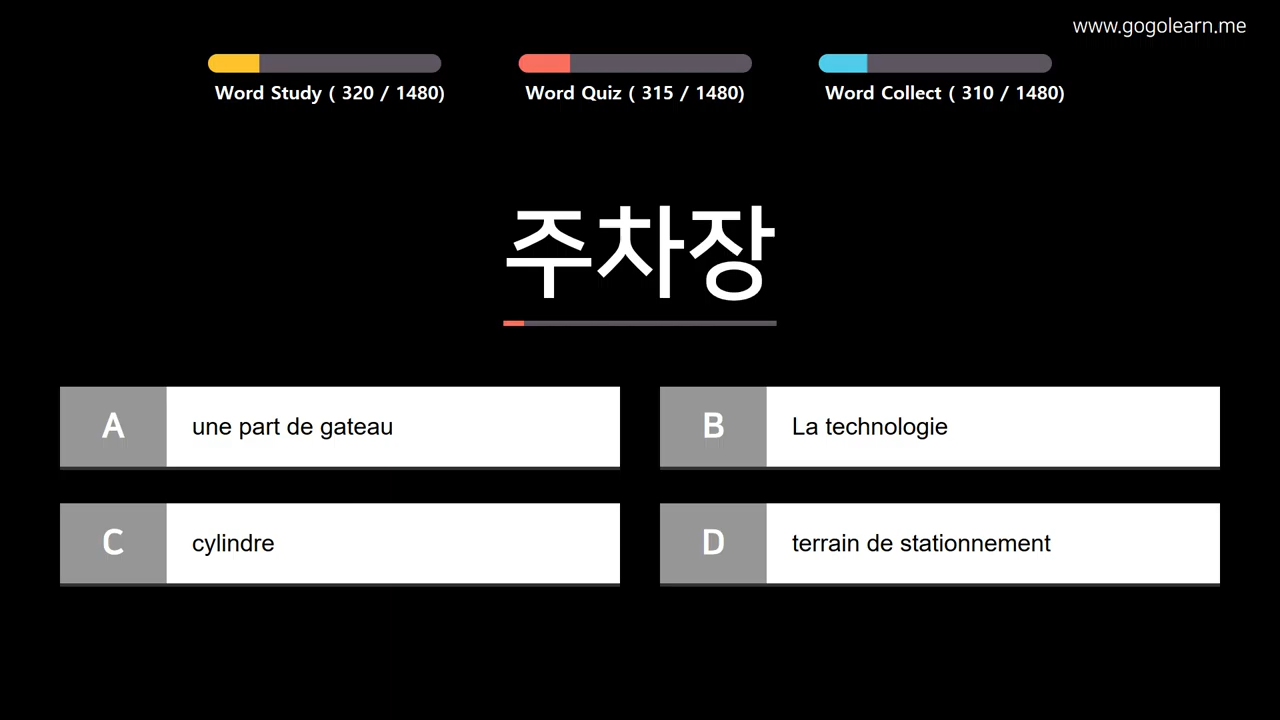 www.gogolearn.me
Word Study ( 320 / 1480)
Word Quiz ( 315 / 1480)
Word Collect ( 310 / 1480)
주차장
A une part de gateau
B La technologie
C cylindre
D terrain de stationnement